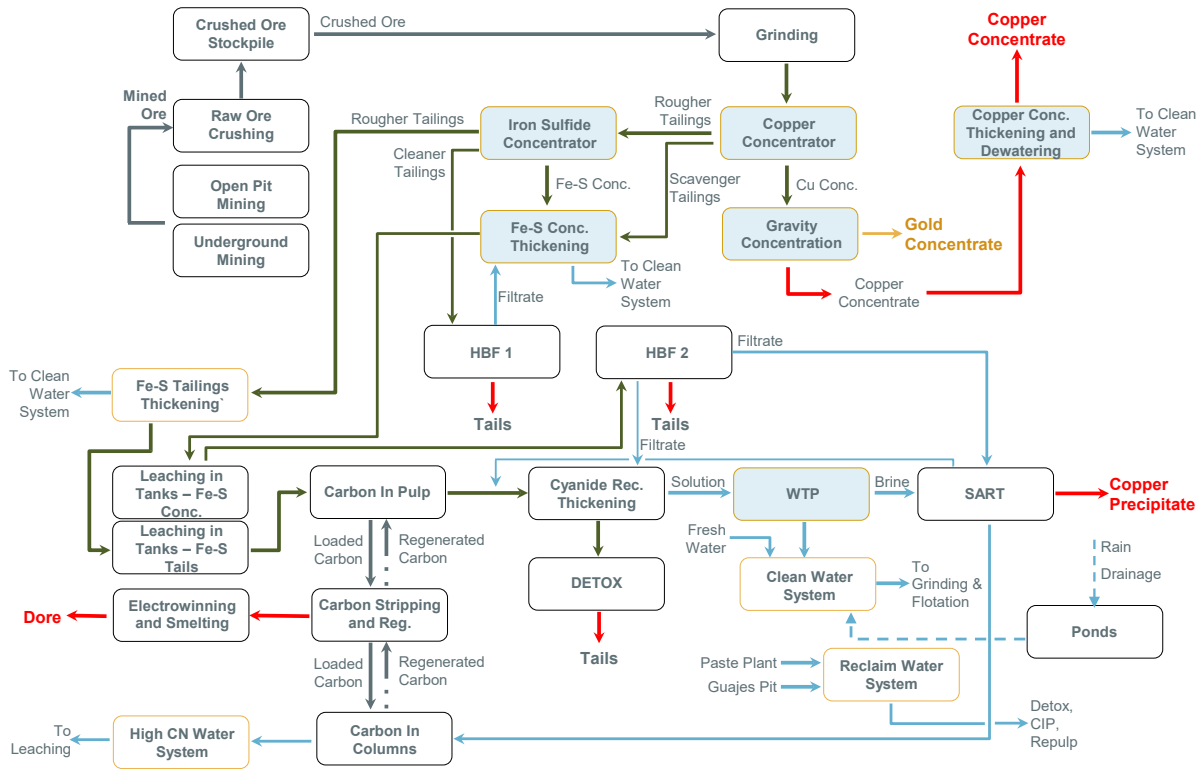 Crushed Ore
Stockpile
Crushed Ore
Grinding
Copper
Concentrate
Mined
Ore
Raw Ore
Crushing
Rougher Tailings
Iron Sulfide
Concentrator
Rougher
Tailings
Copper
Concentrator
Copper Conc.
Thickening and
Dewatering
To Clean
Water
System
Cleaner
Tailings
Open Pit
Mining
Fe-S Conc.
Scavenger
Tailings
Cu Conc.
Underground
Mining
Fe-S Conc.
Thickening
Gravity
Concentration
Gold
Concentrate
To Clean
Water
System
Filtrate
Copper
Concentrate
HBF 1
HBF 2
Filtrate
To Clean
Water
System
Fe-S Tailings
Thickening`
Tails
Tails
Filtrate
Leaching in
Tanks – Fe-S
Conc.
Carbon In Pulp
Cyanide Rec.
Thickening
Solution
WTP
Brine
SART
Copper
Precipitate
Leaching in
Tanks – Fe-S
Tails
Loaded
Carbon
Regenerated
Carbon
Fresh
Water
Rain
Drainage
DETOX
Clean Water
System
To
Grinding &
Flotation
Dore
Electrowinning
and Smelting
Carbon Stripping
and Reg.
Ponds
Tails
Loaded
Carbon
Regenerated
Carbon
Paste Plant
Guajes Pit
Reclaim Water
System
To
Leaching
High CN Water
System
Carbon In
Columns
Detox,
CIP,
Repulp